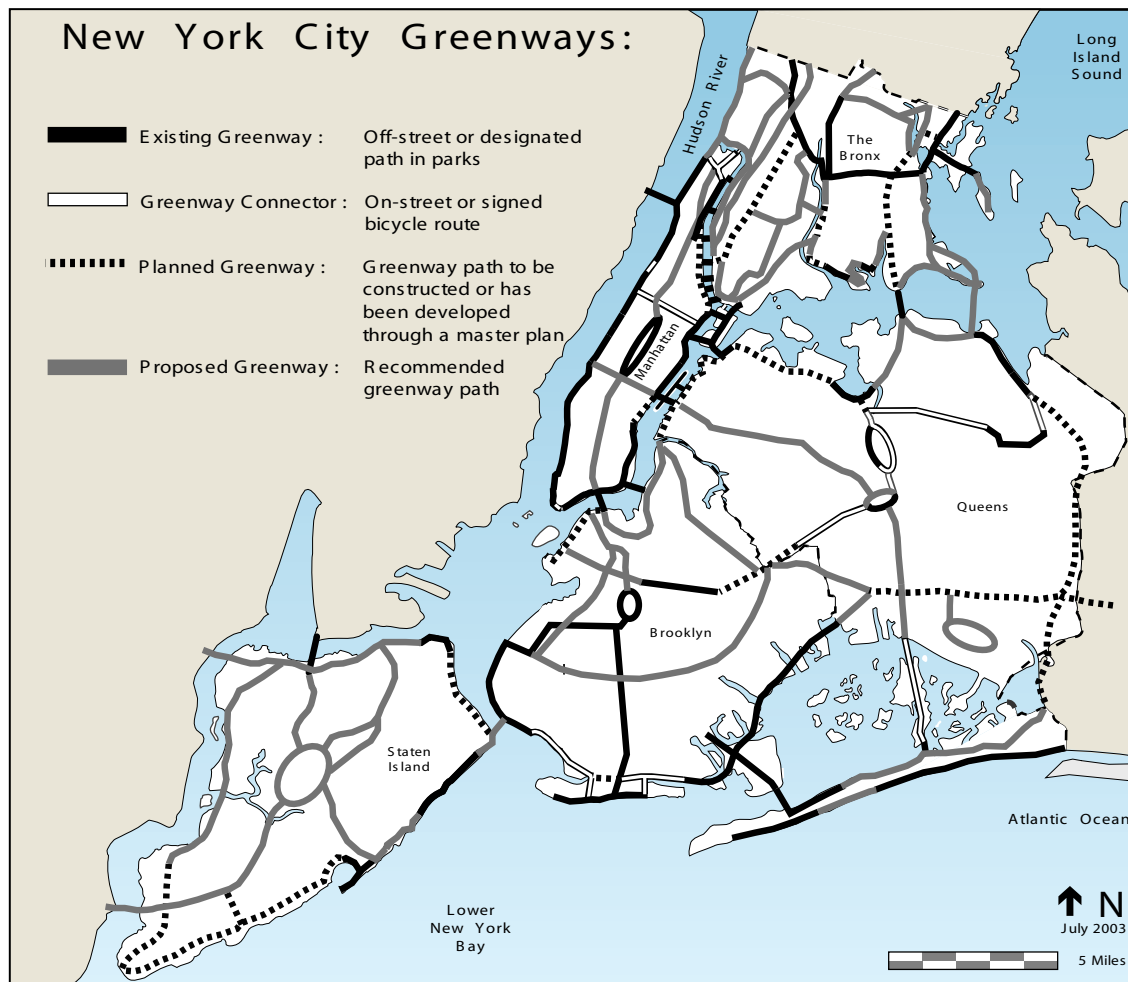 New York City Greenways:
Existing Greenway : Off-street or designated
path in parks
Greenway Connector : On-street or signed
bicycle route
Planned Greenway : Greenway path to be
constructed or has
been developed
through a master plan
Proposed Greenway : Recommended
greenway path
Hudson River
Long
Island
Sound
The
Bronx
Manhattan
Queens
Brooklyn
Staten
Island
Atlantic Ocean
Lower
New York
Bay
N
July 2003
5 Miles